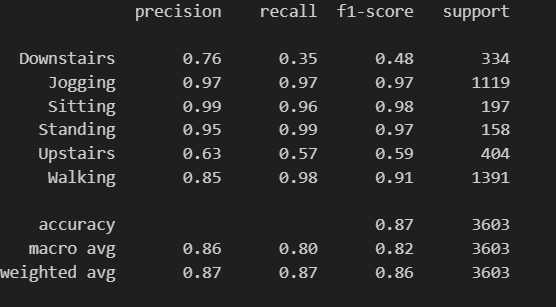 precision recall f1-score support
Downstairs 0.76 0.35 0.48 334
Jogging 0.97 0.97 0.97 1119
Sitting 0.99 0.96 0.98 197
Standing 0.95 0.99 0.97 158
Upstairs 0.63 0.57 0.59 404
Walking 0.85 0.98 0.91 1391
accuracy 0.87 3603
macro avg 0.86 0.80 0.82 3603
weighted avg 0.87 0.87 0.86 3603